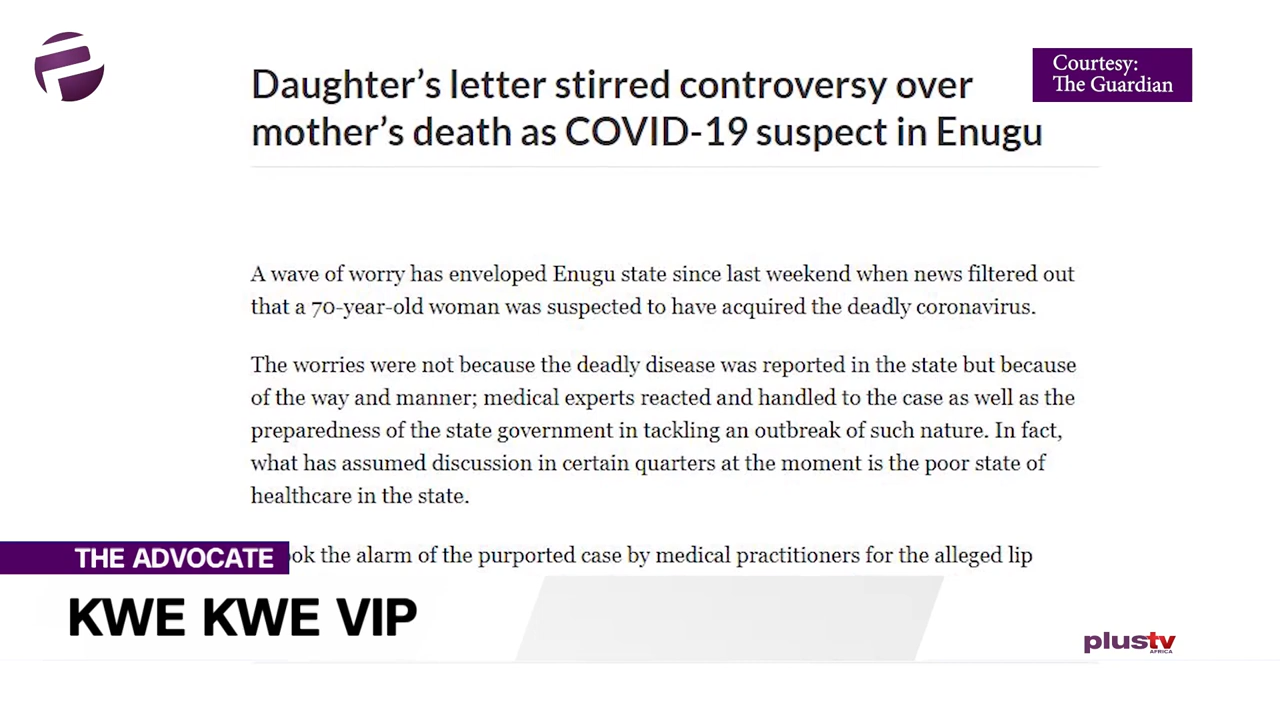 Daughter's letter stirred controversy over
mother's death as COVID-19 suspect in Enugu
Courtesy:
The Guardian
A wave of worry has enveloped Enugu state since last weekend when news filtered out
that a 70-year-old woman was suspected to have acquired the deadly coronavirus.
The worries were not because the deadly disease was reported in the state but because
of the way and manner; medical experts reacted and handled to the case as well as the
preparedness of the state government in tackling an outbreak of such nature. In fact,
what has assumed discussion in certain quarters at the moment is the poor state of
healthcare in the state.
the alarm of the purported case by medical practitioners for the alleged lip
THE ADVOCATE
KWE KWE VIP
plustv
AFRICA